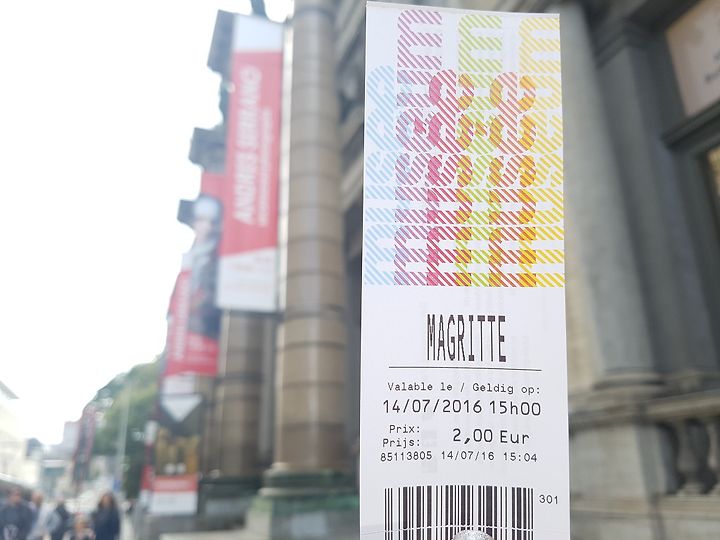 ANDRES SERRANO
MAGRITTE
Valable le / Geldig op:
14/07/2016 15h00
Prix:
Prijs:
2,00 Eur
85113805 14/07/16 15:04
301